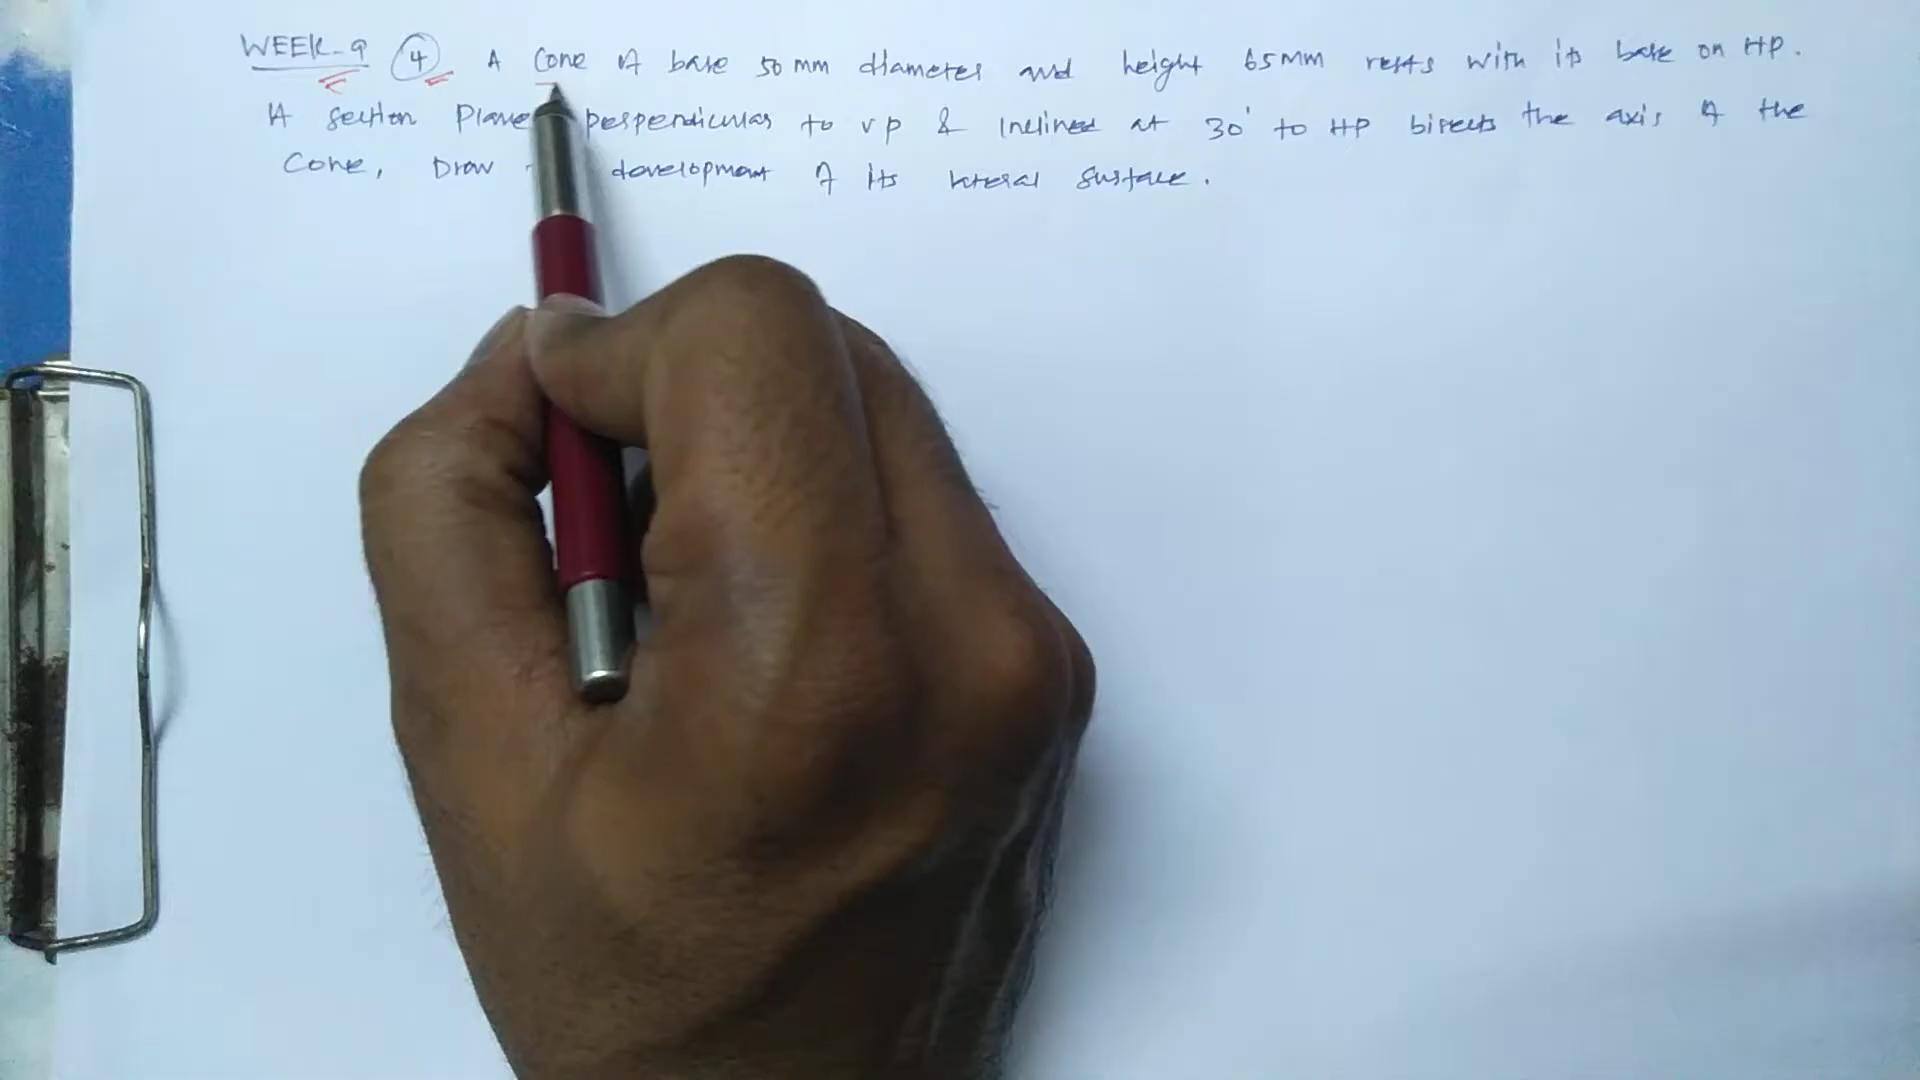 WEEK-9 4 A Cone of base 50 mm diameter and height 65mm rests with its base on HP.
A section Plane perpendicular to VP & Inclined at 30° to HP bisects the axis of the
Cone, Draw development of its lateral surface.